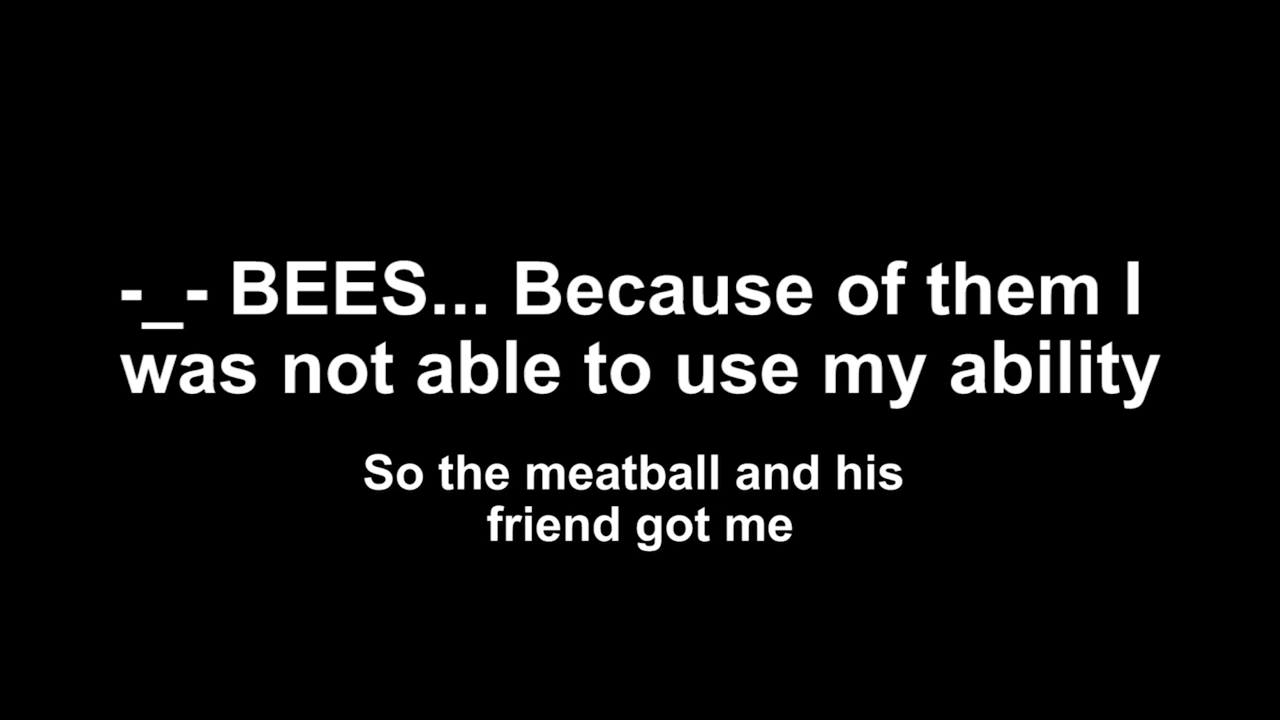 -_- BEES... Because of them I
was not able to use my ability
So the meatball and his
friend got me